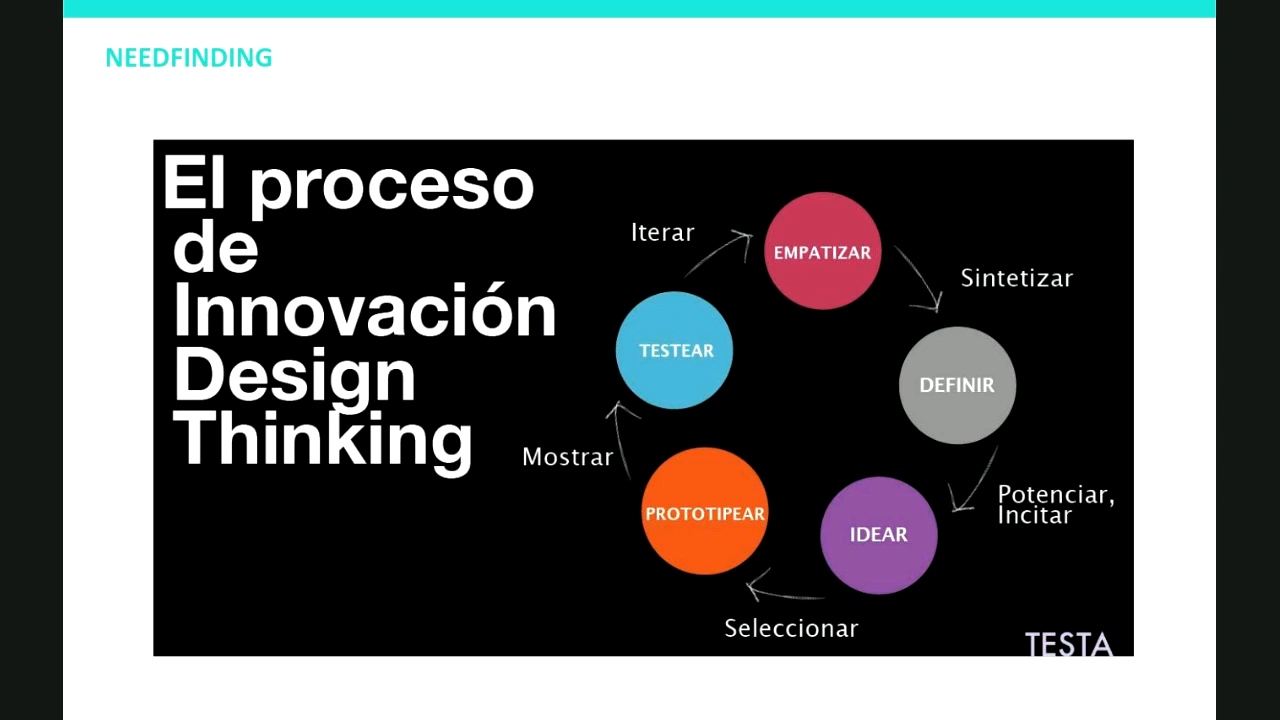 NEEDFINDING
El proceso
de
Innovación
Design
Thinking
Iterar
EMPATIZAR
Sintetizar
TESTEAR
DEFINIR
Mostrar
PROTOTIPEAR
IDEAR
Potenciar,
Incitar
Seleccionar
TESTA